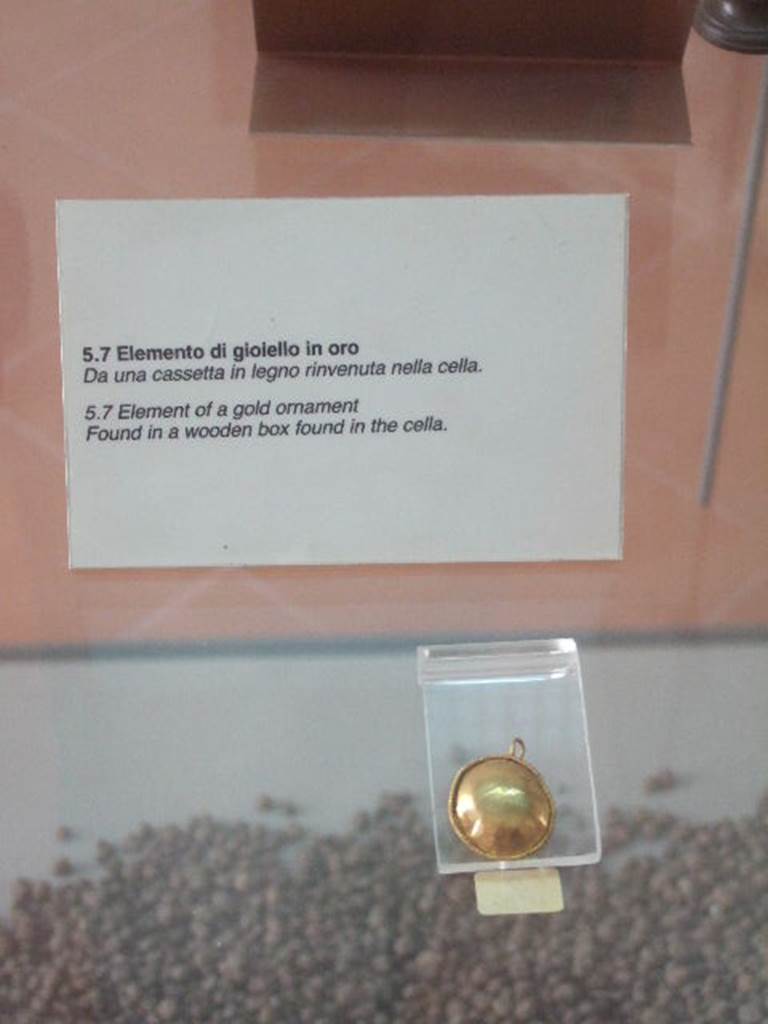 5.7 Elemento di gioiello in oro
Da una cassetta in legno rinvenuta nella cella.
5.7 Element of a gold ornament
Found in a wooden box found in the cella.